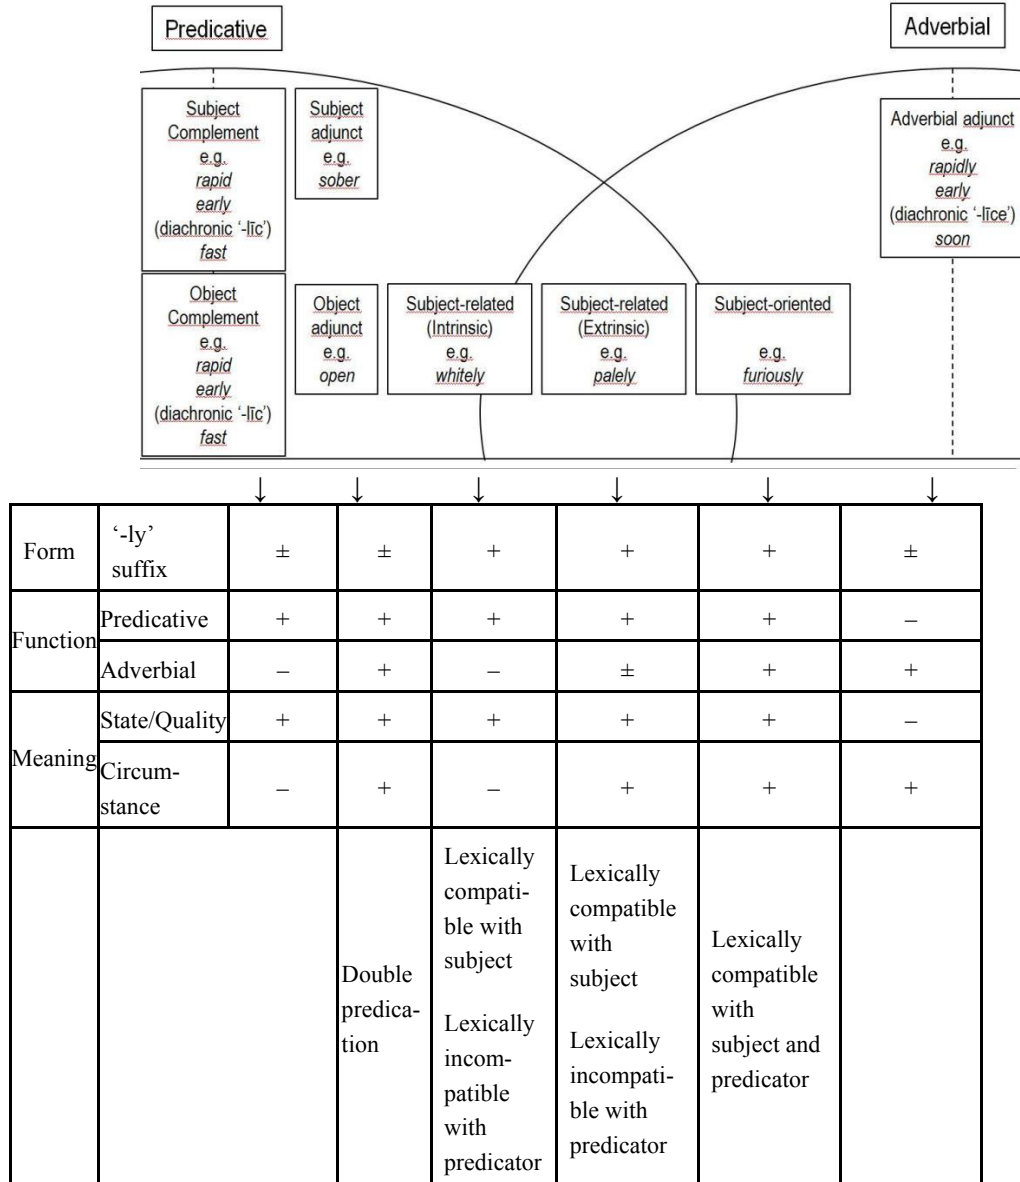 Predicative
Adverbial
Subject
Complement
e.g.
rapid
early
(diachronic ‘-līc’)
fast
Subject
adjunct
e.g.
sober
Adverbial adjunct
e.g.
rapidly
early
(diachronic ‘-līce’)
soon
Object
Complement
e.g.
rapid
early
(diachronic ‘-līc’)
fast
Object
adjunct
e.g.
open
Subject-related
(Intrinsic)
e.g.
whitely
Subject-related
(Extrinsic)
e.g.
palely
Subject-oriented
e.g.
furiously
↓ ↓ ↓ ↓ ↓ ↓
Form ‘-ly’
suffix ± ± + + + ±
Function Predicative + + + + + –
Adverbial – + – ± + +
Meaning State/Quality + + + + + –
Circum-
stance – + – + + +
Double
predica-
tion
Lexically
compati-
ble with
subject
Lexically
incom-
patible
with
predicator
Lexically
compatible
with
subject
Lexically
incompati-
ble with
predicator
Lexically
compatible
with
subject and
predicator